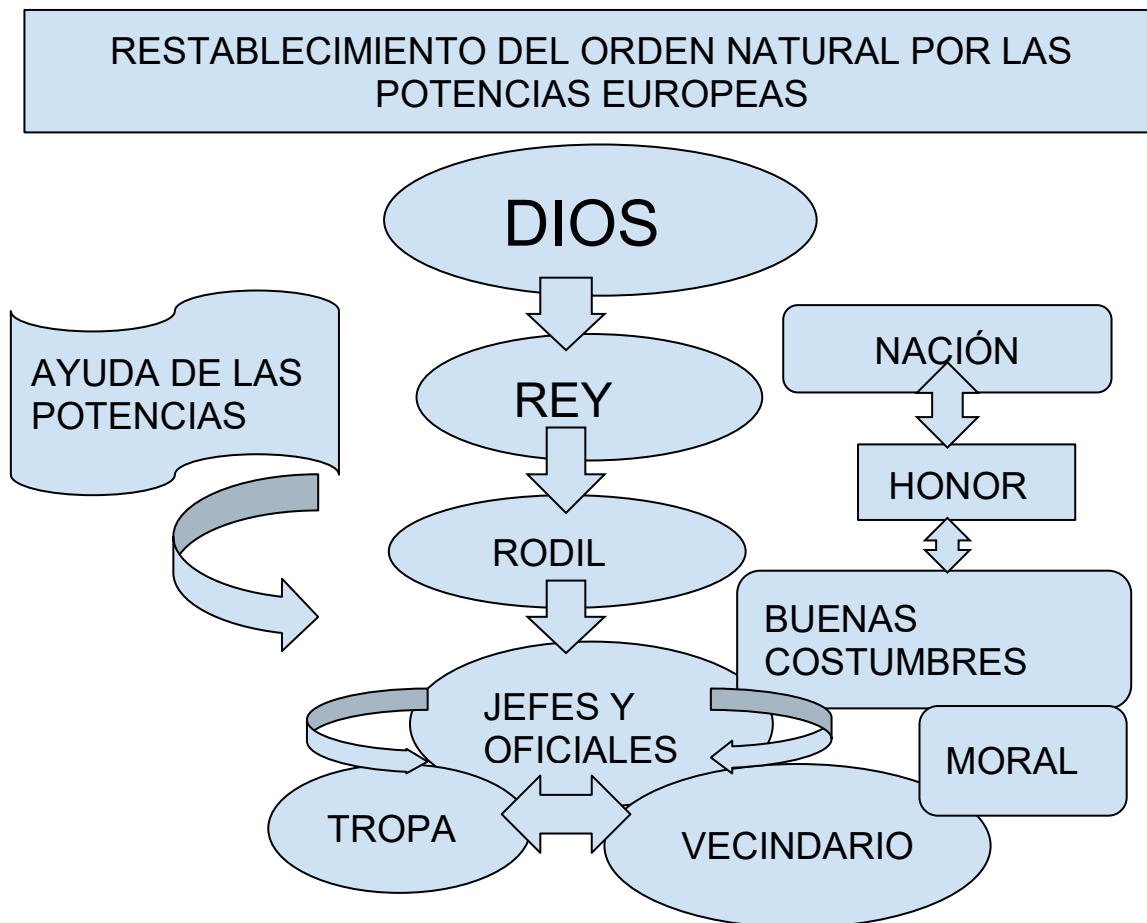 RESTABLECIMIENTO DEL ORDEN NATURAL POR LAS
POTENCIAS EUROPEAS
DIOS
AYUDA DE LAS
POTENCIAS
REY
NACIÓN
HONOR
RODIL
BUENAS
COSTUMBRES
JEFES Y
OFICIALES
MORAL
TROPA
VECINDARIO